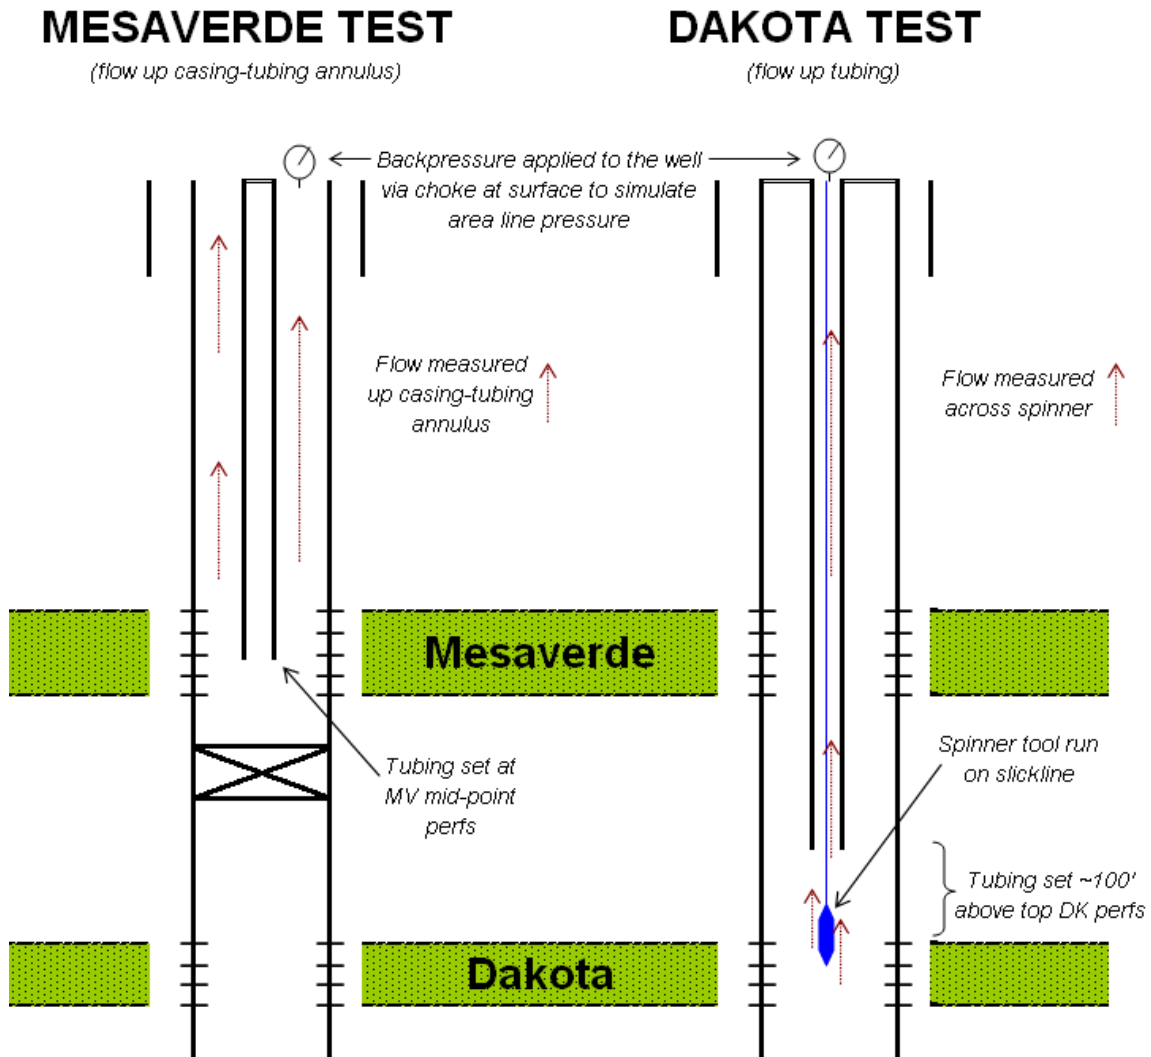 MESAVERDE TEST
(flow up casing-tubing annulus)
DAKOTA TEST
(flow up tubing)
Backpressure applied to the well
via choke at surface to simulate
area line pressure
Flow measured
up casing-tubing
annulus
Flow measured
across spinner
Mesaverde
Tubing set at
MV mid-point
perfs
Spinner tool run
on slickline
Tubing set ~100'
above top DK perfs
Dakota